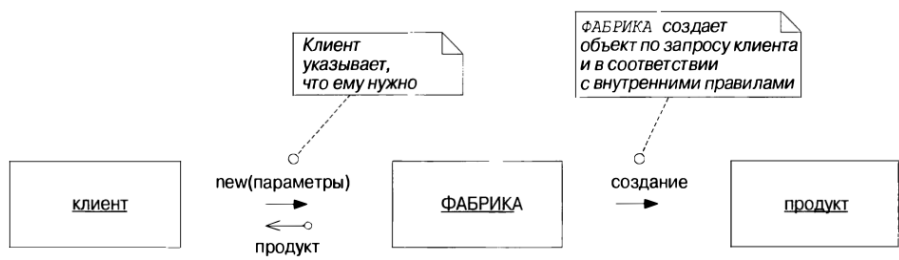 Клиент
указывает,
что ему нужно
ФАБРИКА создает
объект по запросу клиента
и в соответствии
с внутренними правилами
клиент
new(параметры)
продукт
ФАБРИКА
создание
продукт